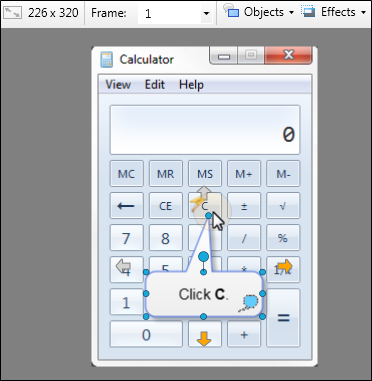 226 x 320 Frame: 1 Objects Effects
Calculator
View Edit Help
0
MC MR MS M+ M-
← CE C ± √
7 8 / %
4 5 *
Click C.
1 =
0 +